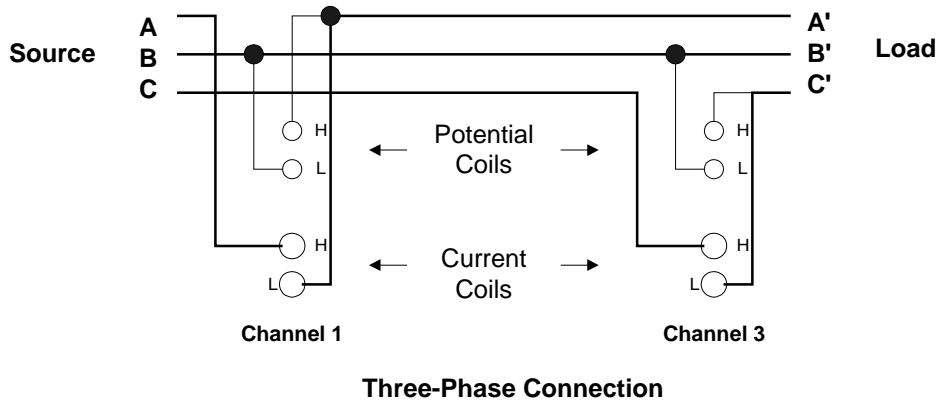 A
A'
Source
B
B'
Load
C
C'
H
Potential
Coils
H
L
L
H
Current
Coils
H
L
L
Channel 1
Channel 3
Three-Phase Connection